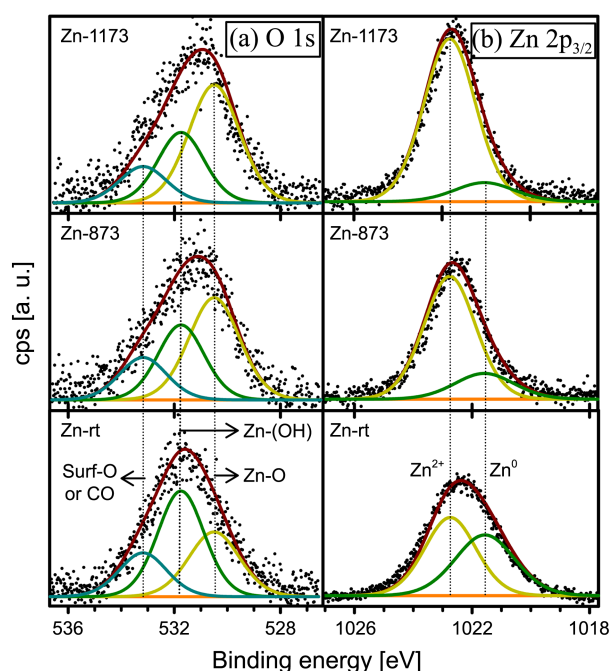 Zn-1173
(a) O 1s
Zn-1173
(b) Zn 2p3/2
Zn-873
Zn-873
cps [a. u.]
Zn-rt
Zn-(OH)
Surf-O
or CO
Zn-O
Zn-rt
Zn2+
Zn0
536
532
528
1026
1022
1018
Binding energy [eV]